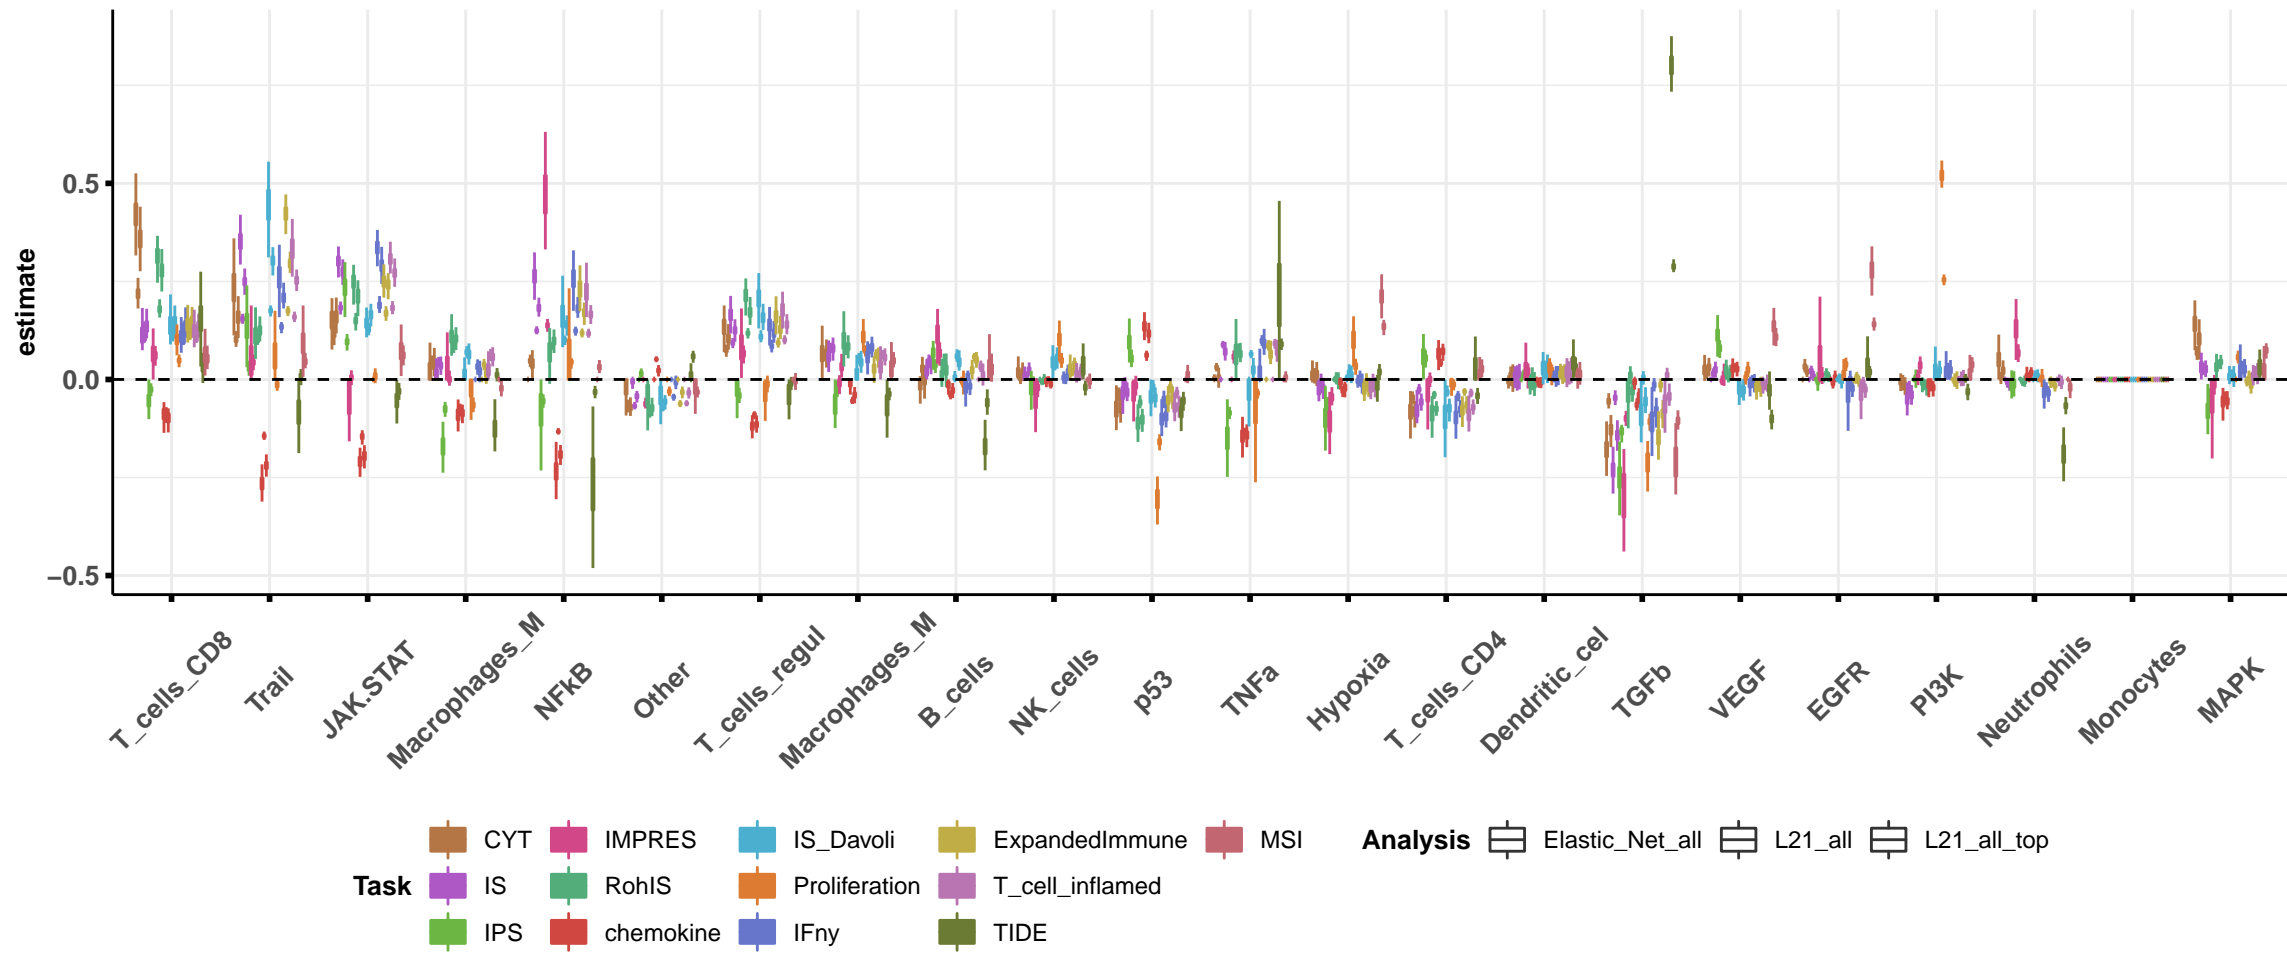 estimate
0.5
0.0
−0.5
T_cells_CD8
Trail
JAK.STAT
Macrophages_M
NFkB
Other
T_cells_regul
Macrophages_M
B_cells
NK_cells
p53
TNFa
Hypoxia
T_cells_CD4
Dendritic_cel
TGFb
VEGF
EGFR
PI3K
Neutrophils
Monocytes
MAPK
Task
CYT
IS
IPS
IMPRES
RohIS
chemokine
IS_Davoli
Proliferation
IFny
ExpandedImmune
T_cell_inflamed
TIDE
MSI
Analysis
Elastic_Net_all
L21_all
L21_all_top